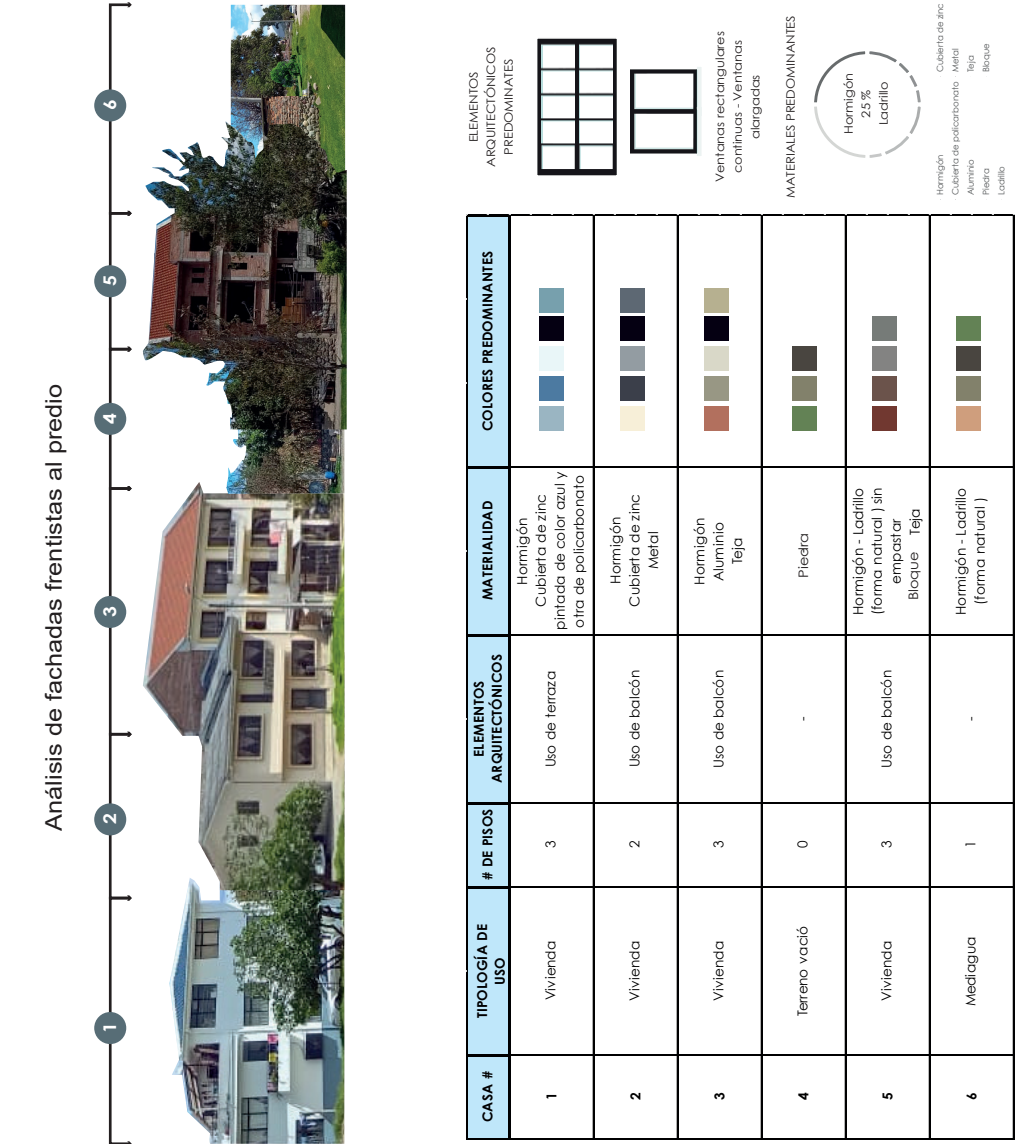 Análisis de fachadas frentistas al predio
1
2
3
4
5
6
CASA #
TIPOLOGÍA DE
USO
# DE PISOS
ELEMENTOS
ARQUITECTÓNICOS
MATERIALIDAD
COLORES PREDOMINANTES
1
Vivienda
3
Uso de terraza
Hormigón
Cubierta de zinc
pintada de color azul y
otra de policarbonato
2
Vivienda
2
Uso de balcón
Hormigón
Cubierta de zinc
Metal
3
Vivienda
3
Uso de balcón
Hormigón
Aluminio
Teja
4
Terreno vació
0
-
Piedra
5
Vivienda
3
Uso de balcón
Hormigón - Ladrillo
(forma natural ) sin
empastar
Bloque Teja
6
Mediagua
1
-
Hormigón - Ladrillo
(forma natural )
ELEMENTOS
ARQUITECTÓNICOS
PREDOMINATES
Ventanas rectangulares
continuas - Ventanas
alargadas
MATERIALES PREDOMINANTES
Hormigón
25 %
Ladrillo
Hormigón
Cubierta de policarbonato
Aluminio
Piedra
Ladrillo
Cubierta de zinc
Metal
Teja
Bloque